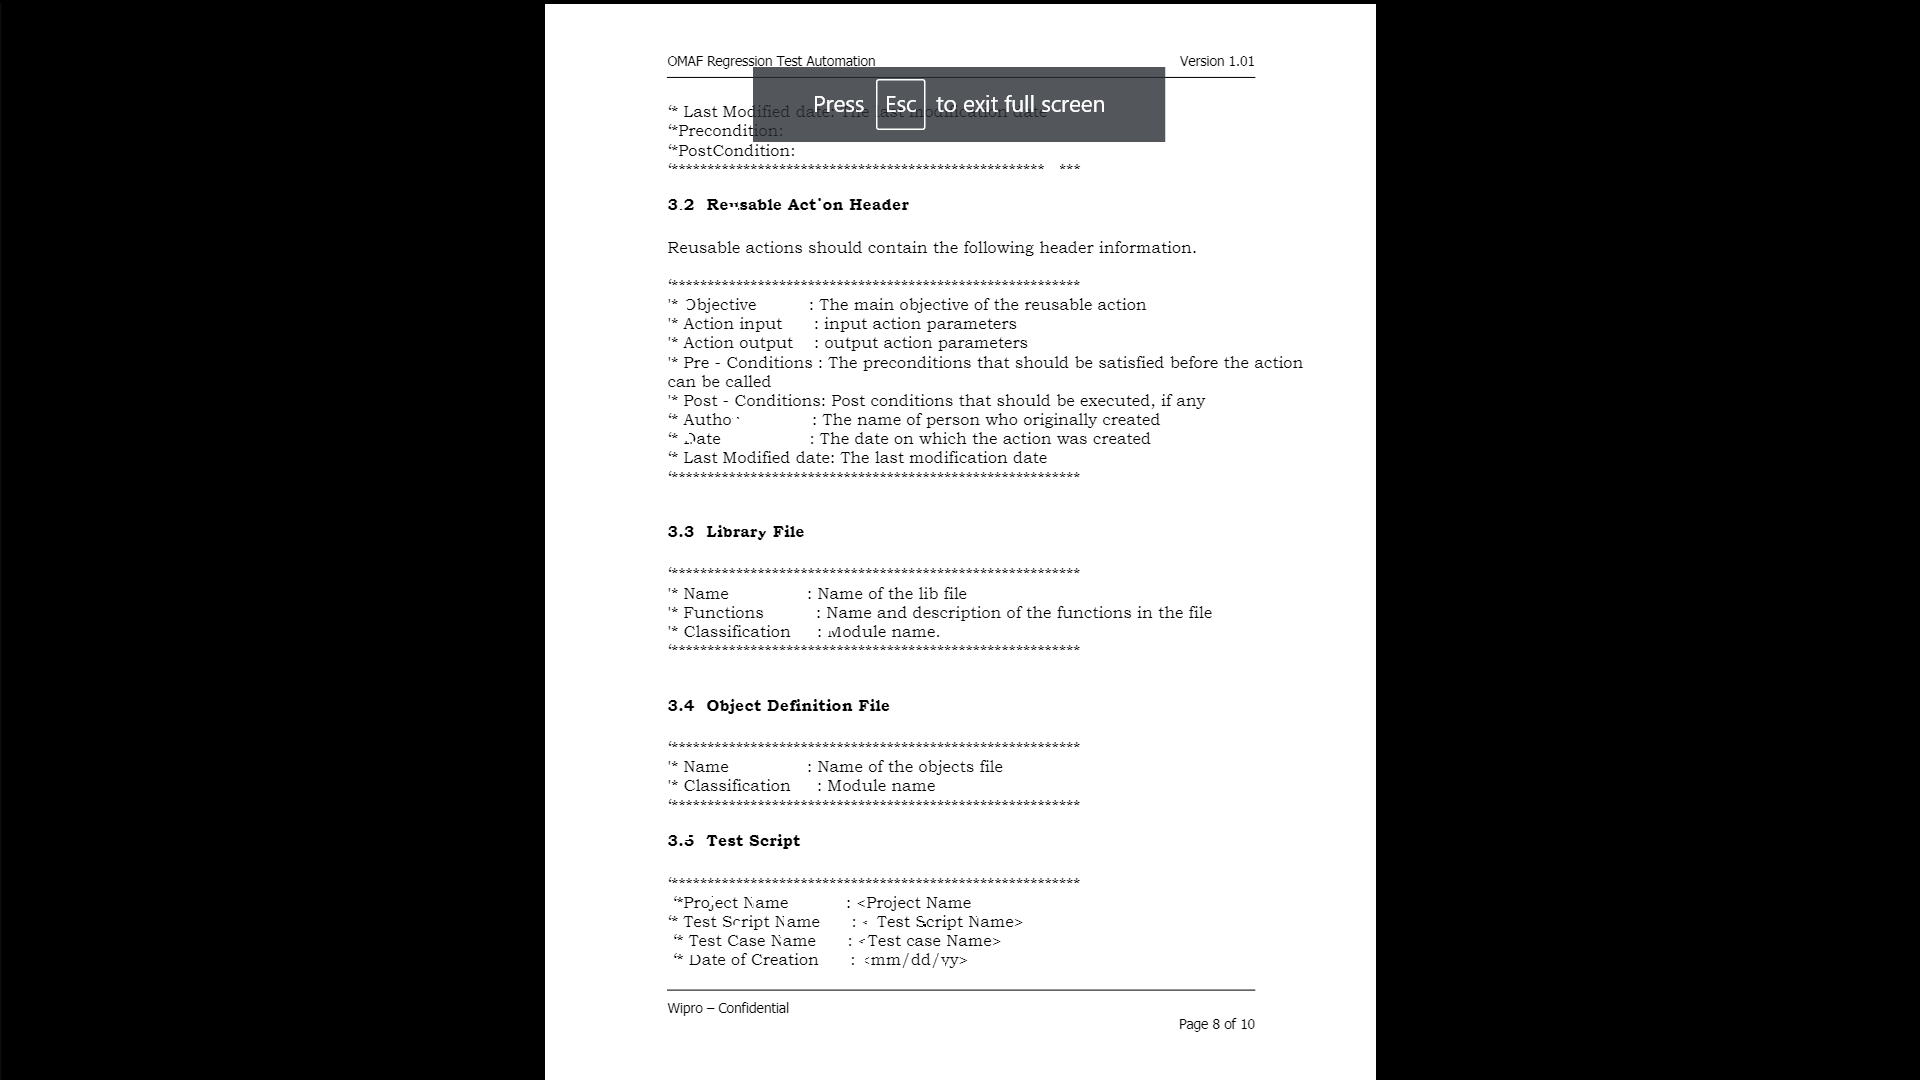 OMAF Regression Test Automation Version 1.01
Press Esc to exit full screen
'* Last Modified date: The last modification date
'*Precondition:
'*PostCondition:
'**************************************************** ***
3.2 Reusable Action Header
Reusable actions should contain the following header information.
'*********************************************************
'* Objective : The main objective of the reusable action
'* Action input : input action parameters
'* Action output : output action parameters
'* Pre - Conditions : The preconditions that should be satisfied before the action
can be called
'* Post - Conditions: Post conditions that should be executed, if any
'* Author : The name of person who originally created
'* Date : The date on which the action was created
'* Last Modified date: The last modification date
'*********************************************************
3.3 Library File
'*********************************************************
'* Name : Name of the lib file
'* Functions : Name and description of the functions in the file
'* Classification : Module name.
'*********************************************************
3.4 Object Definition File
'*********************************************************
'* Name : Name of the objects file
'* Classification : Module name
'*********************************************************
3.5 Test Script
'*********************************************************
'*Project Name : <Project Name
'* Test Script Name : < Test Script Name>
'* Test Case Name : <Test case Name>
'* Date of Creation : <mm/dd/yy>
Wipro – Confidential
Page 8 of 10